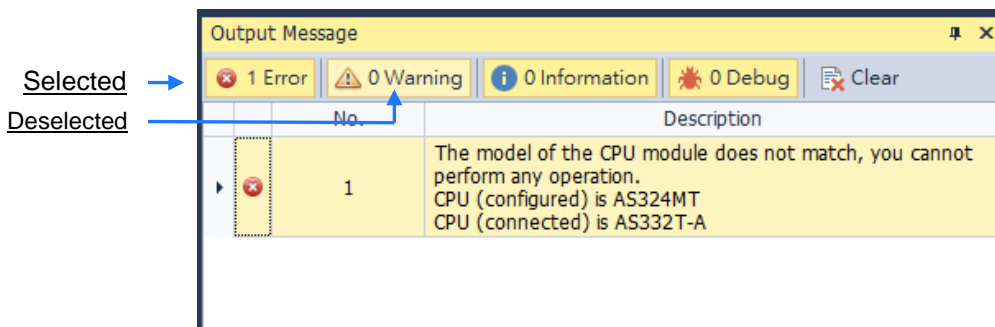 Output Message
Selected
1 Error
0 Warning
0 Information
0 Debug
Clear
Deselected
No.
Description
1
The model of the CPU module does not match, you cannot
perform any operation.
CPU (configured) is AS324MT
CPU (connected) is AS332T-A